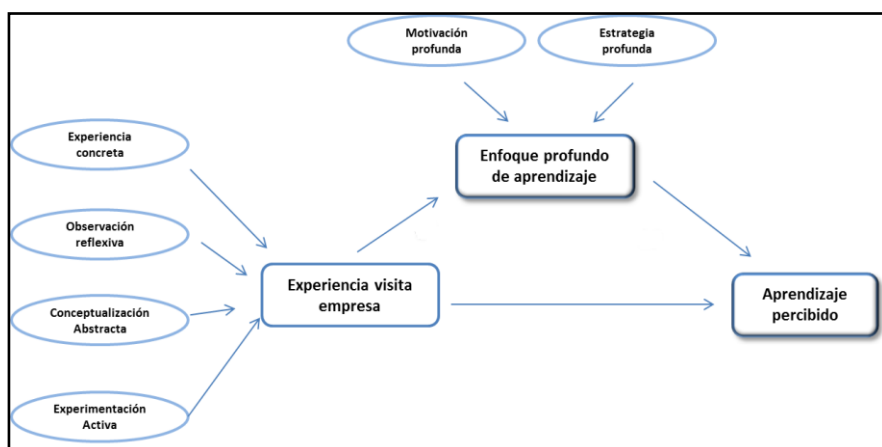 Motivación
profunda
Estrategia
profunda
Experiencia
concreta
Enfoque profundo
de aprendizaje
Observación
reflexiva
Experiencia visita
empresa
Aprendizaje
percibido
Conceptualización
Abstracta
Experimentación
Activa